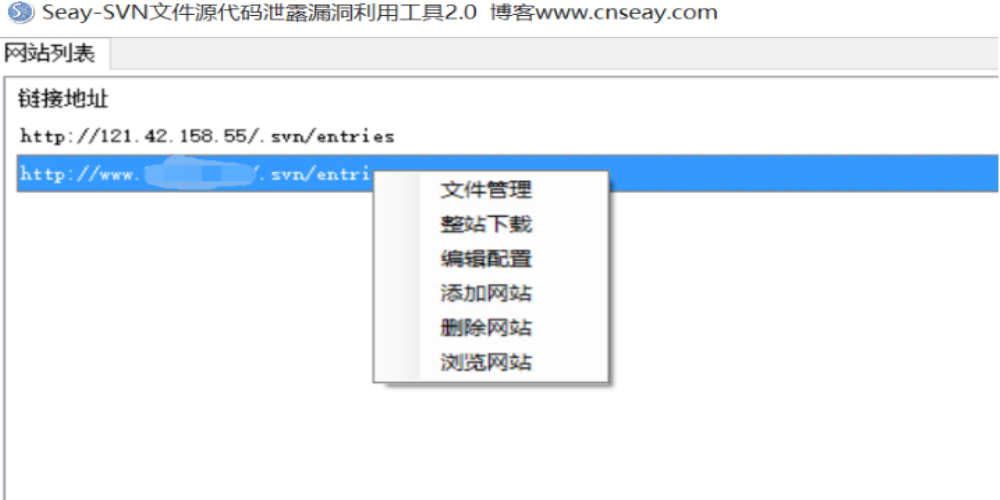 Seay-SVN文件源代码泄露漏洞利用工具2.0 博客www.cnseay.com
网站列表
链接地址
http://121.42.158.55/.svn/entries
http://www. /.svn/entri
文件管理
整站下载
编辑配置
添加网站
删除网站
浏览网站